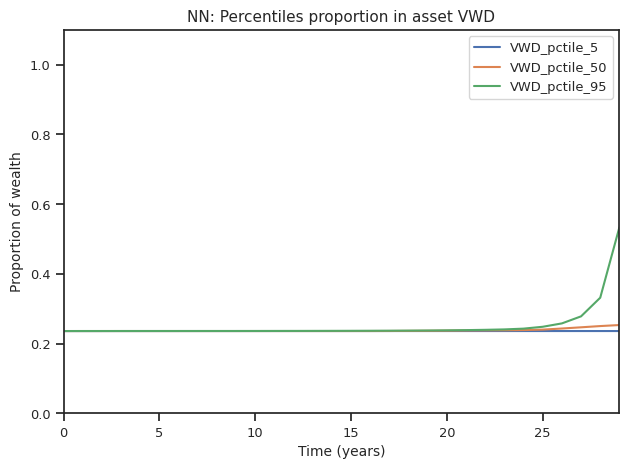 NN: Percentiles proportion in asset VWD
VWD_pctile_5
VWD_pctile_50
VWD_pctile_95
Proportion of wealth
1.0
0.8
0.6
0.4
0.2
0.0
0 5 10 15 20 25
Time (years)